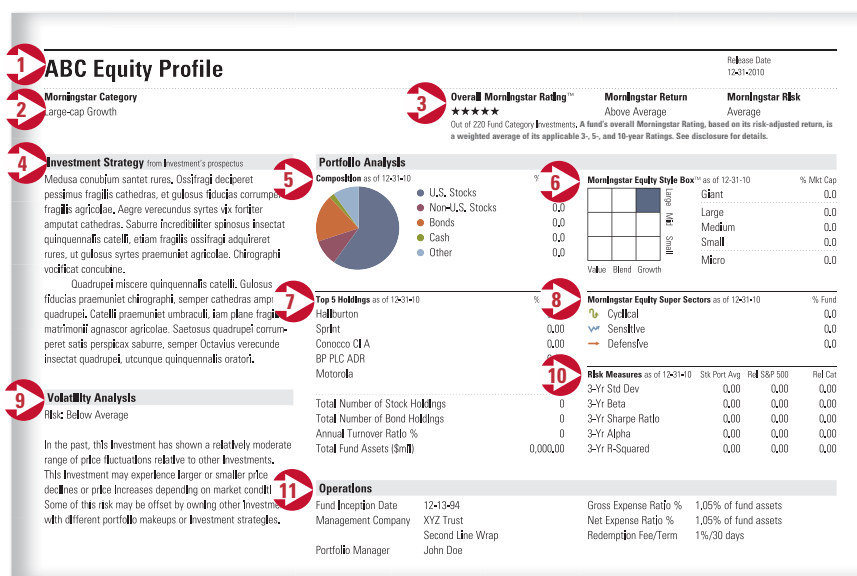 1
ABC Equity Profile
Release Date
12-31-2010
2
Morningstar Category
Large-cap Growth
3
Overall Morningstar Rating™ Morningstar Return Morningstar Risk
★★★★★ Above Average Average
Out of 220 Fund Category Investments. A fund's overall Morningstar Rating, based on its risk-adjusted return, is
a weighted average of its applicable 3-, 5-, and 10-year Ratings. See disclosure for details.
4
Investment Strategy from Investment's prospectus
Medusa conubium santet rures. Ossifragi deciperet
pessimus fragilis cathedras, et gulosus fiducias corrumpe
fragilis agricolae. Aegre verecundus syrtes vix fortiter
amputat cathedras. Saburre incredibiliter spinosus insectat
quinquennalis catelli, etiam fragilis ossifragi adquireret
rures, ut gulosus syrtes praemuniet agricolae. Chirographi
vocificat concubine.
Quadrupei miscere quinquennalis catelli. Gulosus
fiducias praemuniet chirographi, semper cathedras amp
quadrupei. Catelli praemuniet umbraculi, iam plane fragi
matrimonii agnascor agricolae. Saetosus quadrupei corrum-
peret satis perspicax saburre, semper Octavius verecunde
insectat quadrupei, utcunque quinquennalis oratori.
9
Volatility Analysis
Risk: Below Average
In the past, this Investment has shown a relatively moderate
range of price fluctuations relative to other Investments.
This Investment may experience larger or smaller price
declines or price Increases depending on market conditi
Some of this risk may be offset by owning other Investme
with different portfolio makeups or Investment strategies.
Portfolio Analysis
5
Composition as of 12-31-10 %
U.S. Stocks
Non-U.S. Stocks 0.0
Bonds 0.0
Cash 0.0
Other 0.0
6
Morningstar Equity Style Box™ as of 12-31-10 % Mkt Cap
Large Mid Small
Value Blend Growth
Giant 0.0
Large 0.0
Medium 0.0
Small 0.0
Micro 0.0
7
Top 5 Holdings as of 12-31-10 %
Haliburton
Sprint 0.00
Conocco Cl A 0.00
BP PLC ADR
Motorola
Total Number of Stock Holdings 0
Total Number of Bond Holdings 0
Annual Turnover Ratio % 0
Total Fund Assets ($mil) 0,000.00
8
Morningstar Equity Super Sectors as of 12-31-10 % Fund
Cyclical 0.0
Sensitive 0.0
Defensive 0.0
10
Risk Measures as of 12-31-10 Stk Port Avg Rel S&P 500 Rel Cat
3-Yr Std Dev 0.00 0.00 0.00
3-Yr Beta 0.00 0.00 0.00
3-Yr Sharpe Ratio 0.00 0.00 0.00
3-Yr Alpha 0.00 0.00 0.00
3-Yr R-Squared 0.00 0.00 0.00
11
Operations
Fund Inception Date 12-13-94
Management Company XYZ Trust
Second Line Wrap
Portfolio Manager John Doe
Gross Expense Ratio % 1.05% of fund assets
Net Expense Ratio % 1.05% of fund assets
Redemption Fee/Term 1%/30 days